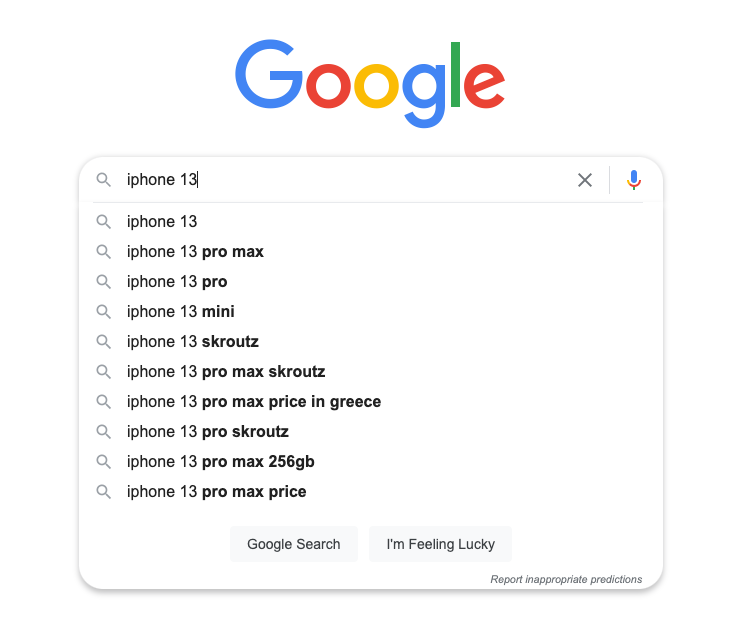 Google
iphone 13
iphone 13
iphone 13 pro max
iphone 13 pro
iphone 13 mini
iphone 13 skroutz
iphone 13 pro max skroutz
iphone 13 pro max price in greece
iphone 13 pro skroutz
iphone 13 pro max 256gb
iphone 13 pro max price
Google Search I'm Feeling Lucky
Report inappropriate predictions